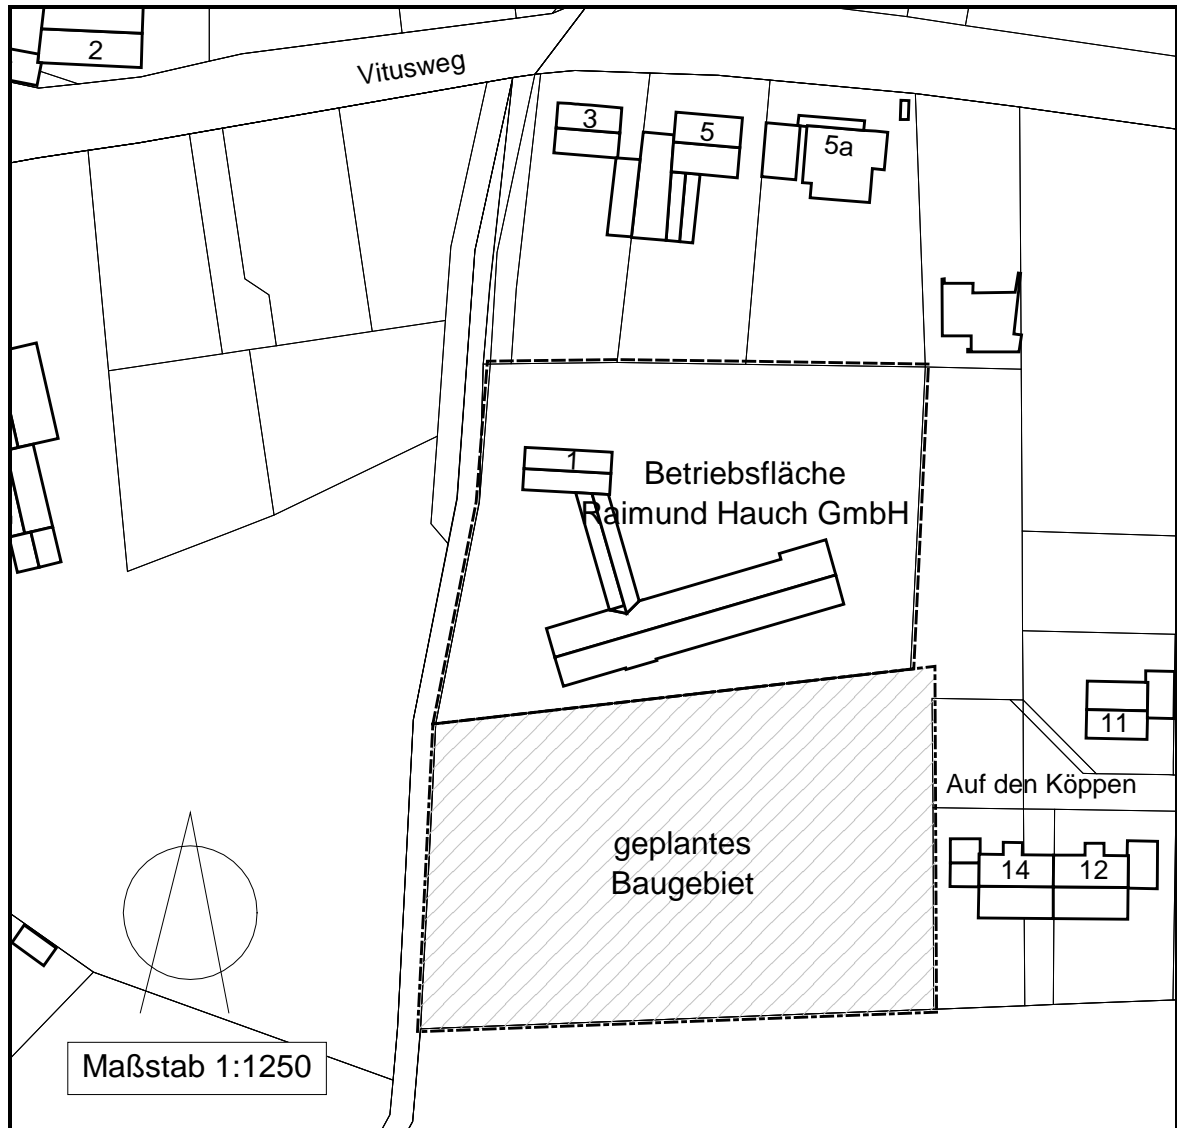 2
Vitusweg
3
5
5a
1
Betriebsfläche
Raimund Hauch GmbH
11
Auf den Köppen
geplantes
Baugebiet
14
12
Maßstab 1:1250